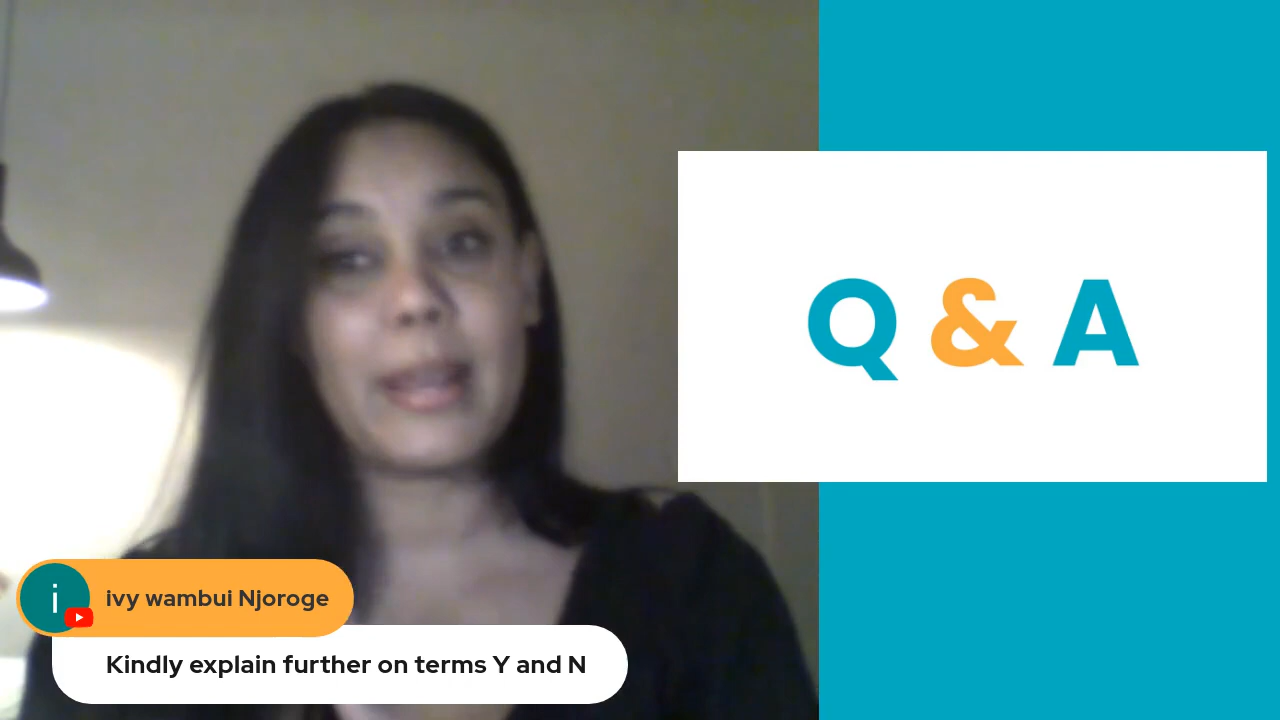 Q & A
i
ivy wambui Njoroge
Kindly explain further on terms Y and N